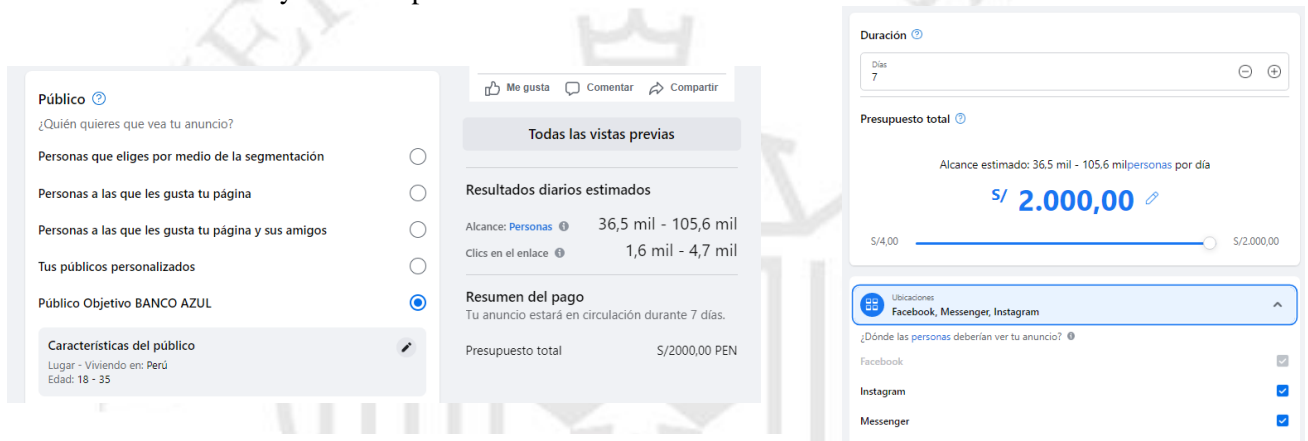 Público
¿Quién quieres que vea tu anuncio?
Personas que eliges por medio de la segmentación
Personas a las que les gusta tu página
Personas a las que les gusta tu página y sus amigos
Tus públicos personalizados
Público Objetivo BANCO AZUL
Características del público
Lugar - Viviendo en: Perú
Edad: 18 - 35
Me gusta Comentar Compartir
Todas las vistas previas
Resultados diarios estimados
Alcance: Personas 36,5 mil - 105,6 mil
Clics en el enlace 1,6 mil - 4,7 mil
Resumen del pago
Tu anuncio estará en circulación durante 7 días.
Presupuesto total S/2000,00 PEN
Duración
Días
7
Presupuesto total
Alcance estimado: 36,5 mil - 105,6 milpersonas por día
S/ 2.000,00
S/4,00 S/2.000,00
Ubicaciones
Facebook, Messenger, Instagram
¿Dónde las personas deberían ver tu anuncio?
Facebook
Instagram
Messenger